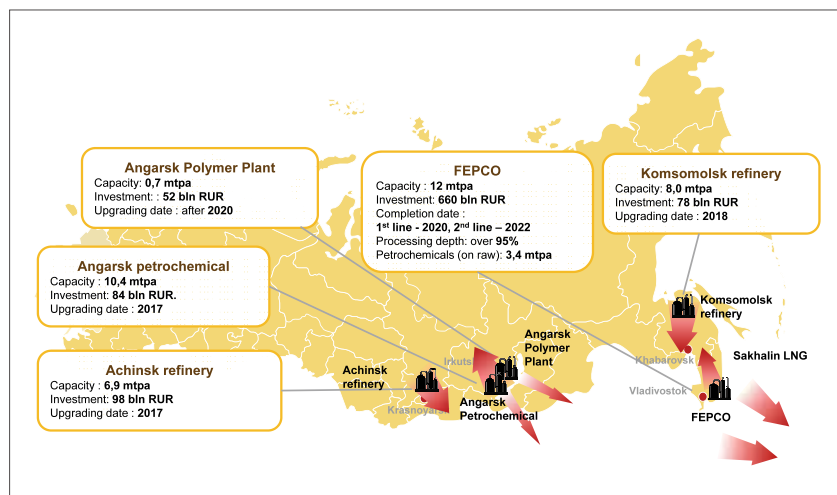 Angarsk Polymer Plant
Capacity: 0,7 mtpa
Investment: : 52 bln RUR
Upgrading date : after 2020
FEPCO
Capacity : 12 mtpa
Investment: 660 bln RUR
Completion date :
1st line - 2020, 2nd line – 2022
Processing depth: over 95%
Petrochemicals (on raw): 3,4 mtpa
Komsomolsk refinery
Capacity: 8,0 mtpa
Investment: 78 bln RUR
Upgrading date : 2018
Angarsk petrochemical
Capacity : 10,4 mtpa
Investment: 84 bln RUR.
Upgrading date : 2017
Achinsk refinery
Capacity : 6,9 mtpa
Investment: 98 bln RUR
Upgrading date : 2017
Komsomolsk
refinery
Angarsk
Polymer
Plant
Irkuts
Khabarovsk
Sakhalin LNG
Achinsk
refinery
Vladivostok
Krasnoyar
Angarsk
Petrochemical
FEPCO